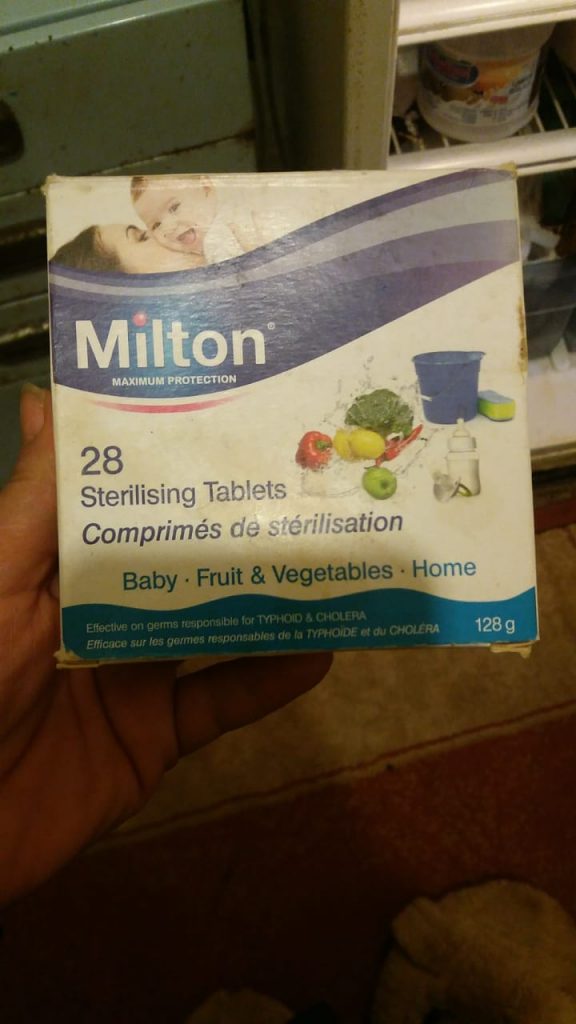 Milton®
MAXIMUM PROTECTION
28
Sterilising Tablets
Comprimés de stérilisation
Baby · Fruit & Vegetables · Home
Effective on germs responsible for TYPHOID & CHOLERA
Efficace sur les germes responsables de la TYPHOÏDE et du CHOLÉRA
128 g